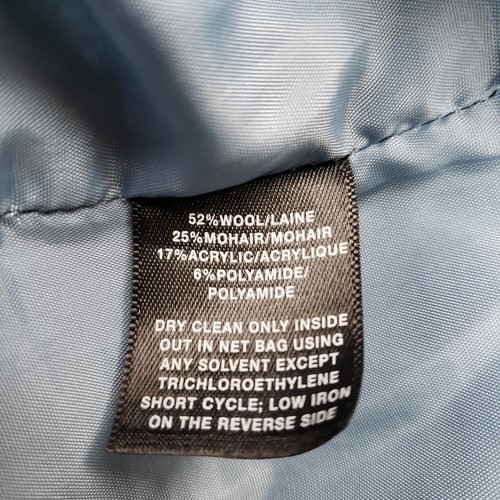 52%WOOL/LAINE
25%MOHAIR/MOHAIR
17%ACRYLIC/ACRYLIQUE
6%POLYAMIDE/
POLYAMIDE
DRY CLEAN ONLY INSIDE
OUT IN NET BAG USING
ANY SOLVENT EXCEPT
TRICHLOROETHYLENE
SHORT CYCLE; LOW IRON
ON THE REVERSE SIDE